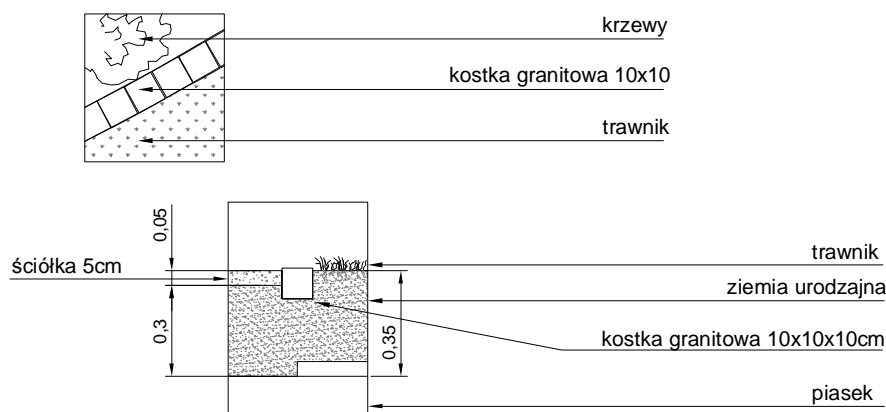 krzewy
kostka granitowa 10x10
trawnik
0,05
ściółka 5cm
trawnik
ziemia urodzajna
0,3
0,35
kostka granitowa 10x10x10cm
piasek